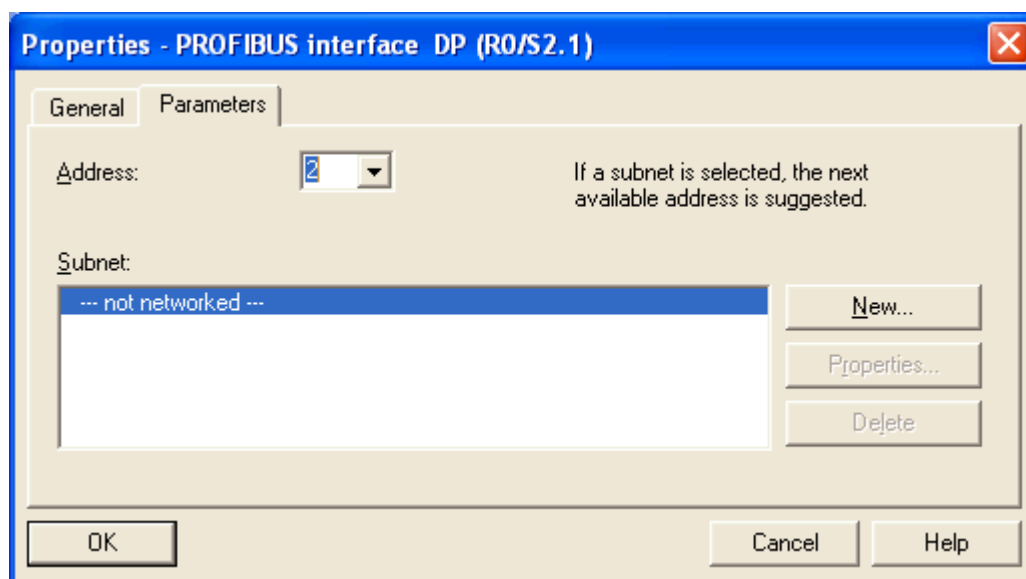 Properties - PROFIBUS interface DP (R0/S2.1)
General
Parameters
Address:
2
If a subnet is selected, the next
available address is suggested.
Subnet:
--- not networked ---
New...
Properties...
Delete
OK
Cancel
Help